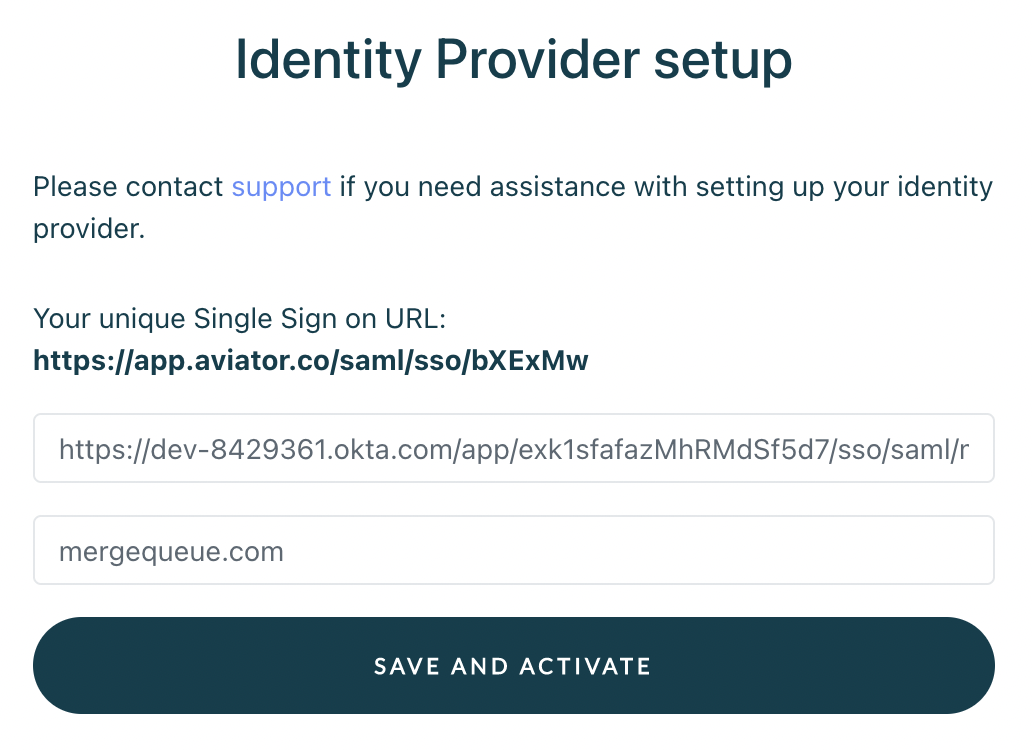 Identity Provider setup
Please contact support if you need assistance with setting up your identity
provider.
Your unique Single Sign on URL:
https://app.aviator.co/saml/sso/bXExMw
https://dev-8429361.okta.com/app/exk1sfafazMhRMdSf5d7/sso/saml/r
mergequeue.com
SAVE AND ACTIVATE